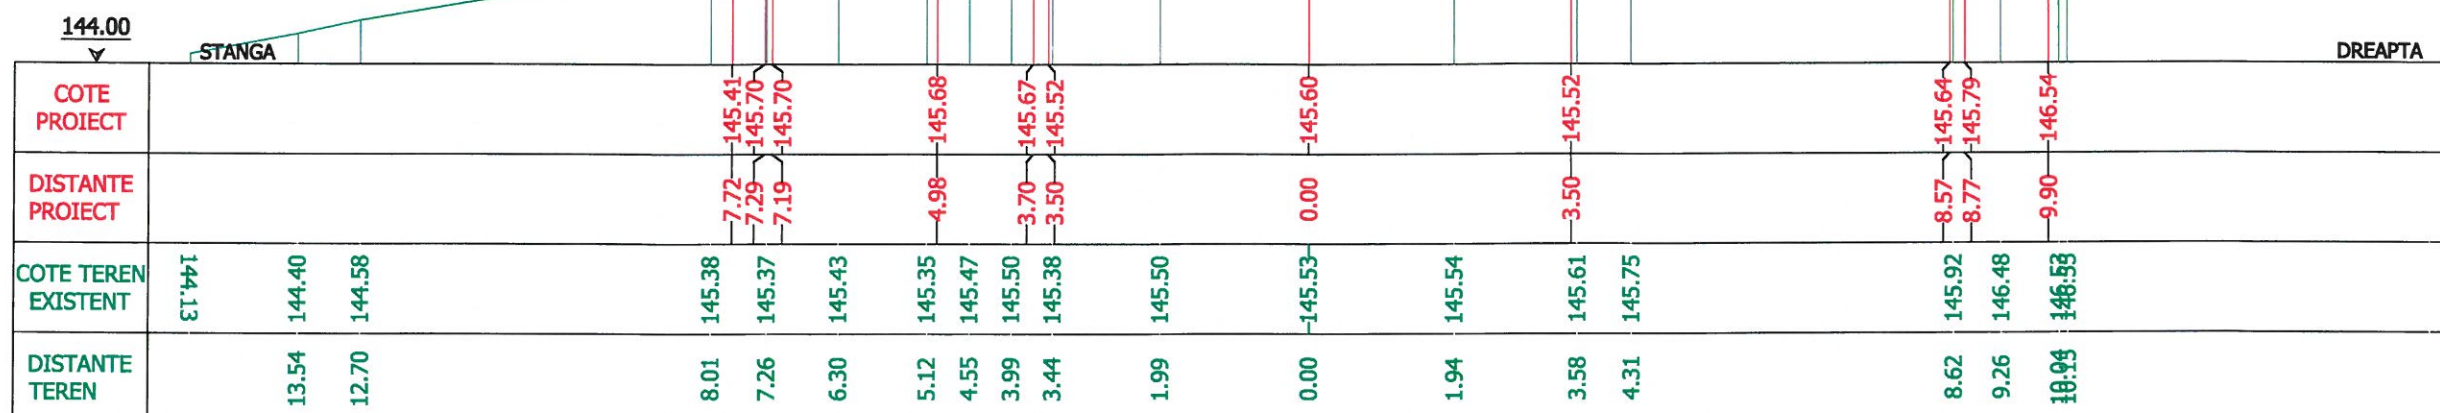 144.00
STANGA
DREAPTA
COTE PROIECT
145.41 145.70 145.70 145.68 145.67 145.52 145.60 145.52 145.64 145.79 146.54
DISTANTE PROIECT
7.72 7.29 7.19 4.98 3.70 3.50 0.00 3.50 8.57 8.77 9.90
COTE TEREN EXISTENT
144.13 144.40 144.58 145.38 145.37 145.43 145.35 145.47 145.50 145.38 145.50 145.53 145.54 145.61 145.75 145.92 146.48
DISTANTE TEREN
13.54 12.70 8.01 7.26 6.30 5.12 4.55 3.99 3.44 1.99 0.00 1.94 3.58 4.31 8.62 9.26